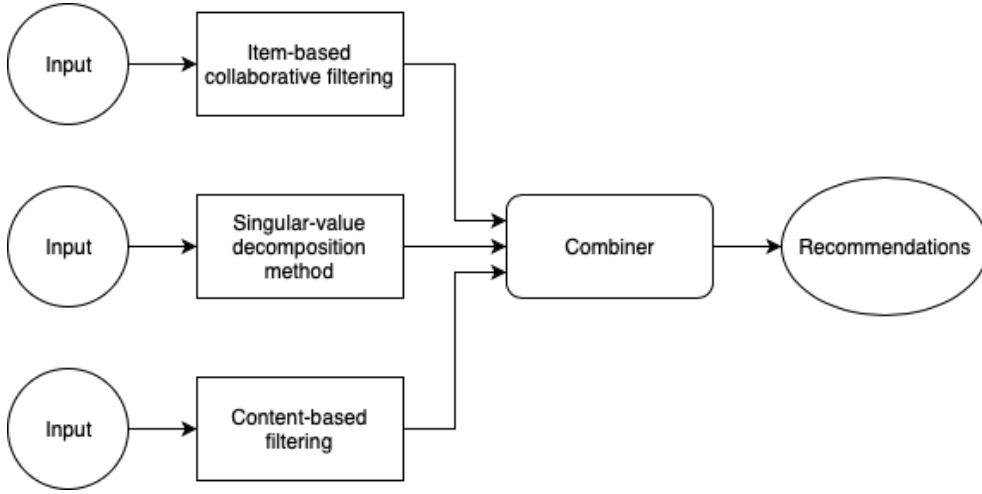 Input
Item-based
collaborative filtering
Input
Singular-value
decomposition
method
Combiner
Recommendations
Input
Content-based
filtering